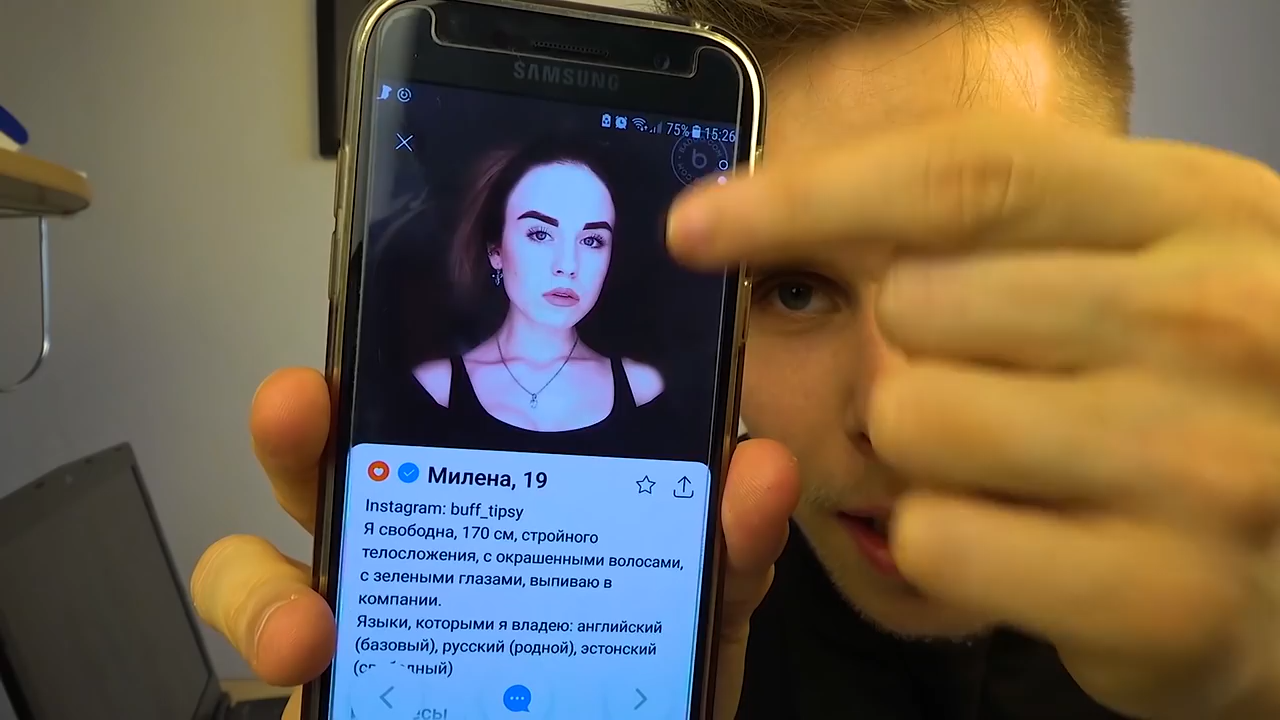 SAMSUNG
75% 15:26
b
Милена, 19
Instagram: buff_tipsy
Я свободна, 170 см, стройного
телосложения, с окрашенными волосами,
с зелеными глазами, выпиваю в
компании.
Языки, которыми я владею: английский
(базовый), русский (родной), эстонский